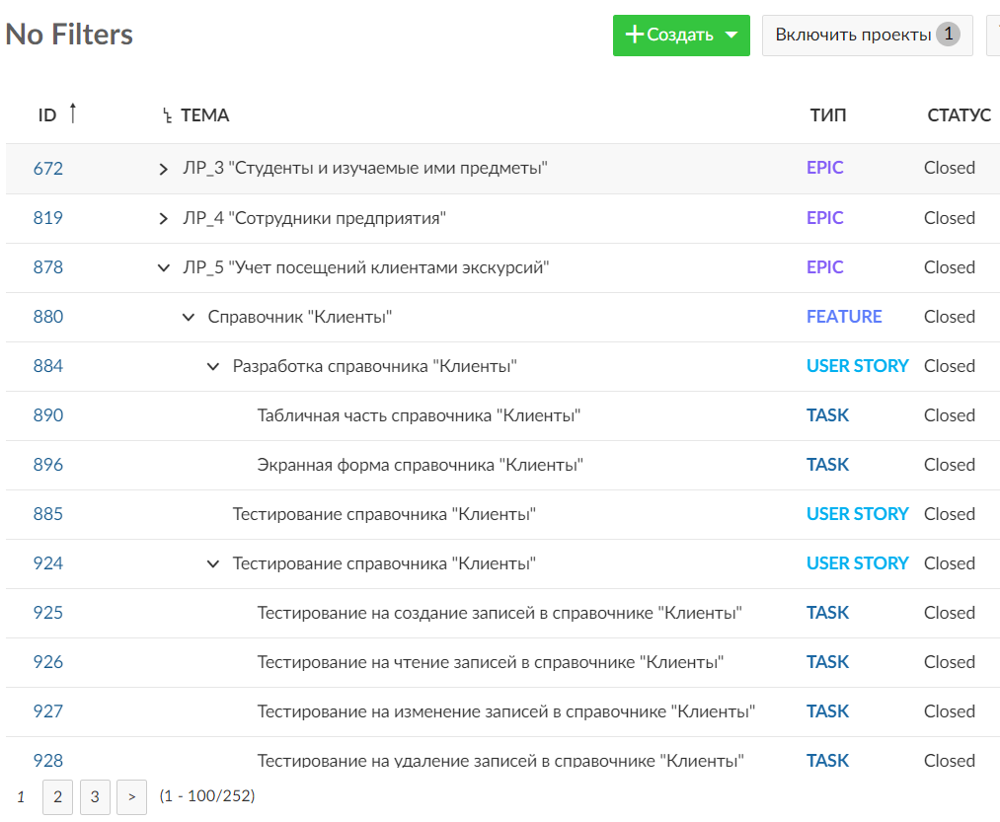 No Filters
Создать
Включить проекты 1
ID ТЕМА ТИП СТАТУС
672 ЛР_3 "Студенты и изучаемые ими предметы" EPIC Closed
819 ЛР_4 "Сотрудники предприятия" EPIC Closed
878 ЛР_5 "Учет посещений клиентами экскурсий" EPIC Closed
880 Справочник "Клиенты" FEATURE Closed
884 Разработка справочника "Клиенты" USER STORY Closed
890 Табличная часть справочника "Клиенты" TASK Closed
896 Экранная форма справочника "Клиенты" TASK Closed
885 Тестирование справочника "Клиенты" USER STORY Closed
924 Тестирование справочника "Клиенты" USER STORY Closed
925 Тестирование на создание записей в справочнике "Клиенты" TASK Closed
926 Тестирование на чтение записей в справочнике "Клиенты" TASK Closed
927 Тестирование на изменение записей в справочнике "Клиенты" TASK Closed
928 Тестирование на удаление записей в справочнике "Клиенты" TASK Closed
1 2 3 > (1 - 100/252)